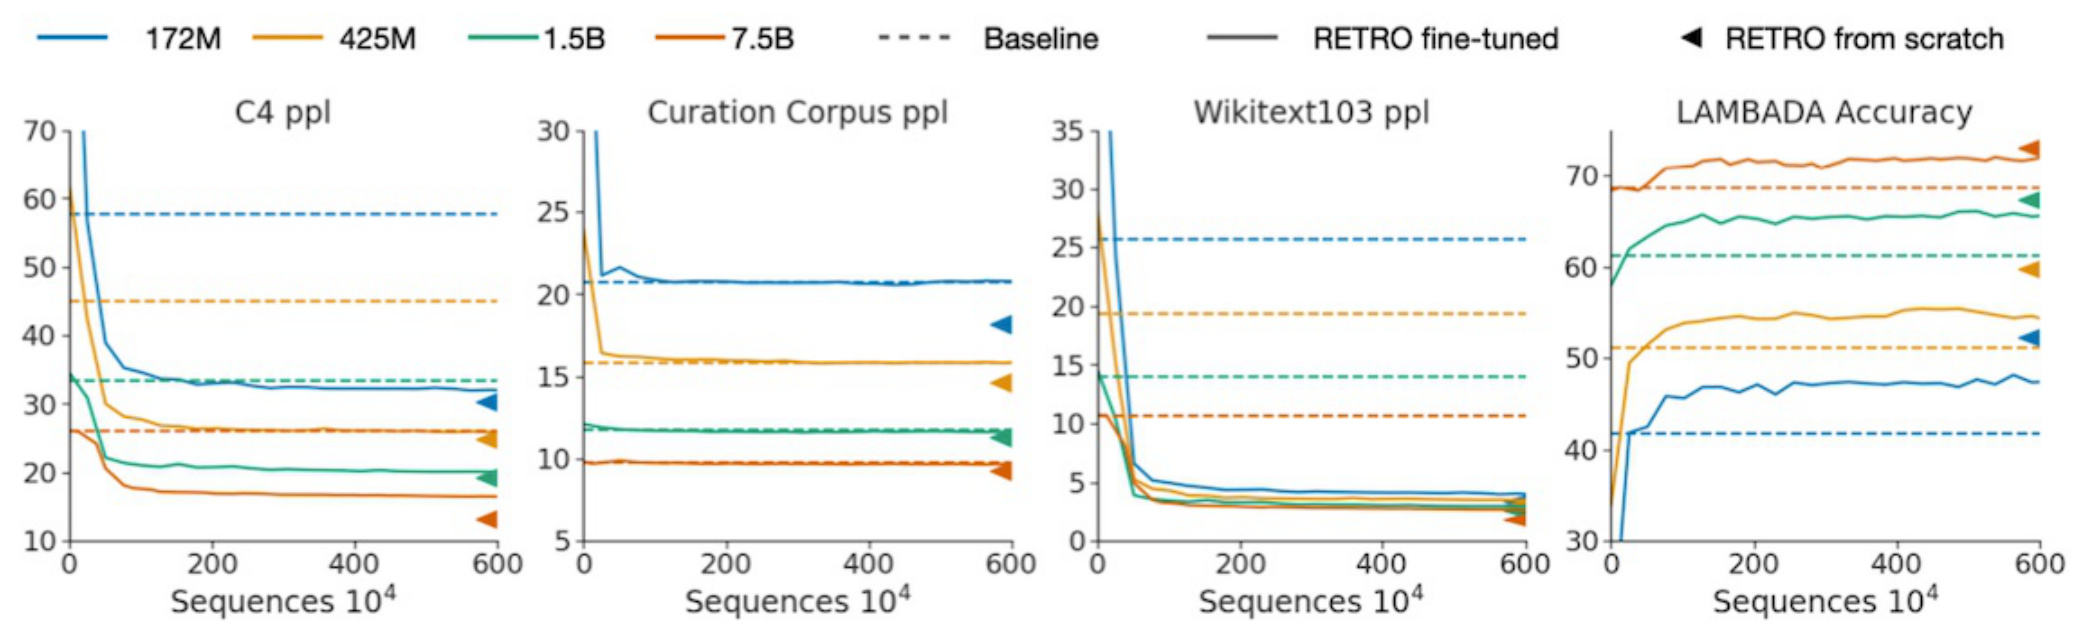 172M 425M 1.5B 7.5B Baseline RETRO fine-tuned RETRO from scratch
C4 ppl
70
60
50
40
30
20
10
0 200 400 600
Sequences 10⁴
Curation Corpus ppl
30
25
20
15
10
5
0 200 400 600
Sequences 10⁴
Wikitext103 ppl
35
30
25
20
15
10
5
0
0 200 400 600
Sequences 10⁴
LAMBADA Accuracy
70
60
50
40
30
0 200 400 600
Sequences 10⁴